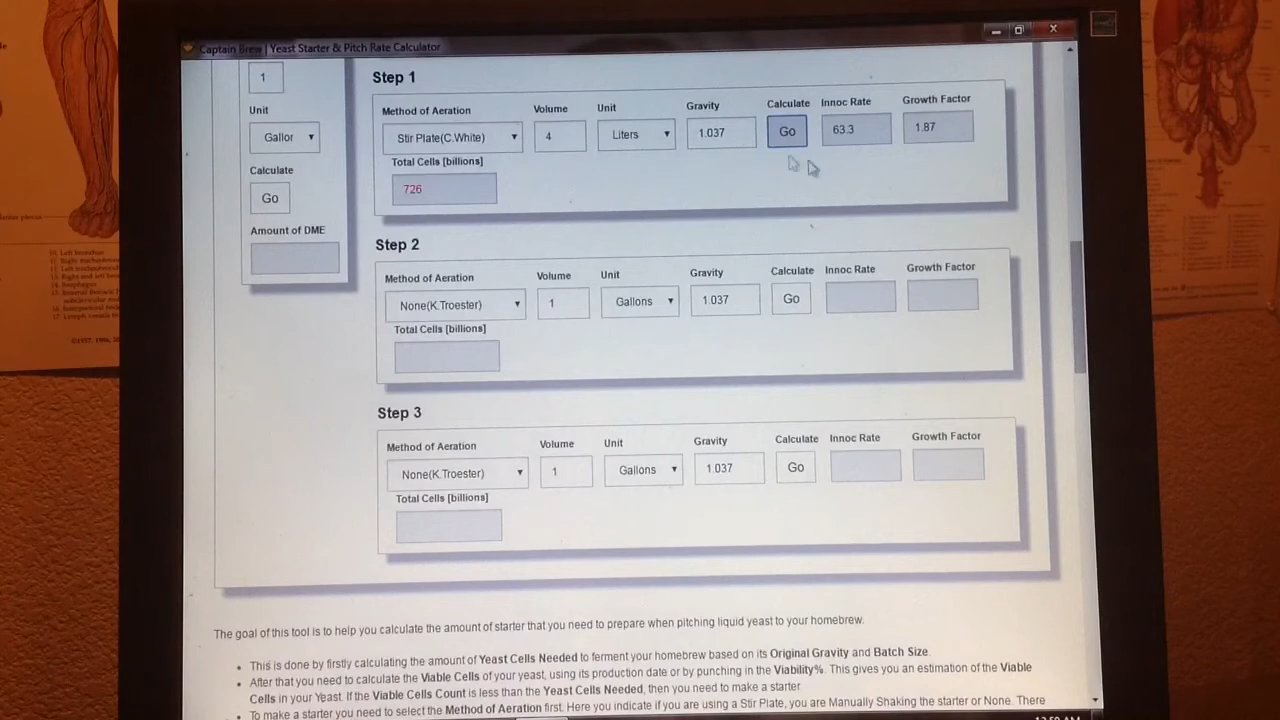 Captain Brew | Yeast Starter & Pitch Rate Calculator
1
Unit
Gallor
Calculate
Go
Amount of DME
Step 1
Method of Aeration Volume Unit Gravity Calculate Innoc Rate Growth Factor
Stir Plate(C.White) 4 Liters 1.037 Go 63.3 1.87
Total Cells [billions]
726
Step 2
Method of Aeration Volume Unit Gravity Calculate Innoc Rate Growth Factor
None(K.Troester) 1 Gallons 1.037 Go
Total Cells [billions]
Step 3
Method of Aeration Volume Unit Gravity Calculate Innoc Rate Growth Factor
None(K.Troester) 1 Gallons 1.037 Go
Total Cells [billions]
The goal of this tool is to help you calculate the amount of starter that you need to prepare when pitching liquid yeast to your homebrew.
• This is done by firstly calculating the amount of Yeast Cells Needed to ferment your homebrew based on its Original Gravity and Batch Size.
• After that you need to calculate the Viable Cells of your yeast, using its production date or by punching in the Viability%. This gives you an estimation of the Viable
Cells in your Yeast. If the Viable Cells Count is less than the Yeast Cells Needed, then you need to make a starter
• To make a starter you need to select the Method of Aeration first. Here you indicate if you are using a Stir Plate, you are Manually Shaking the starter or None. There